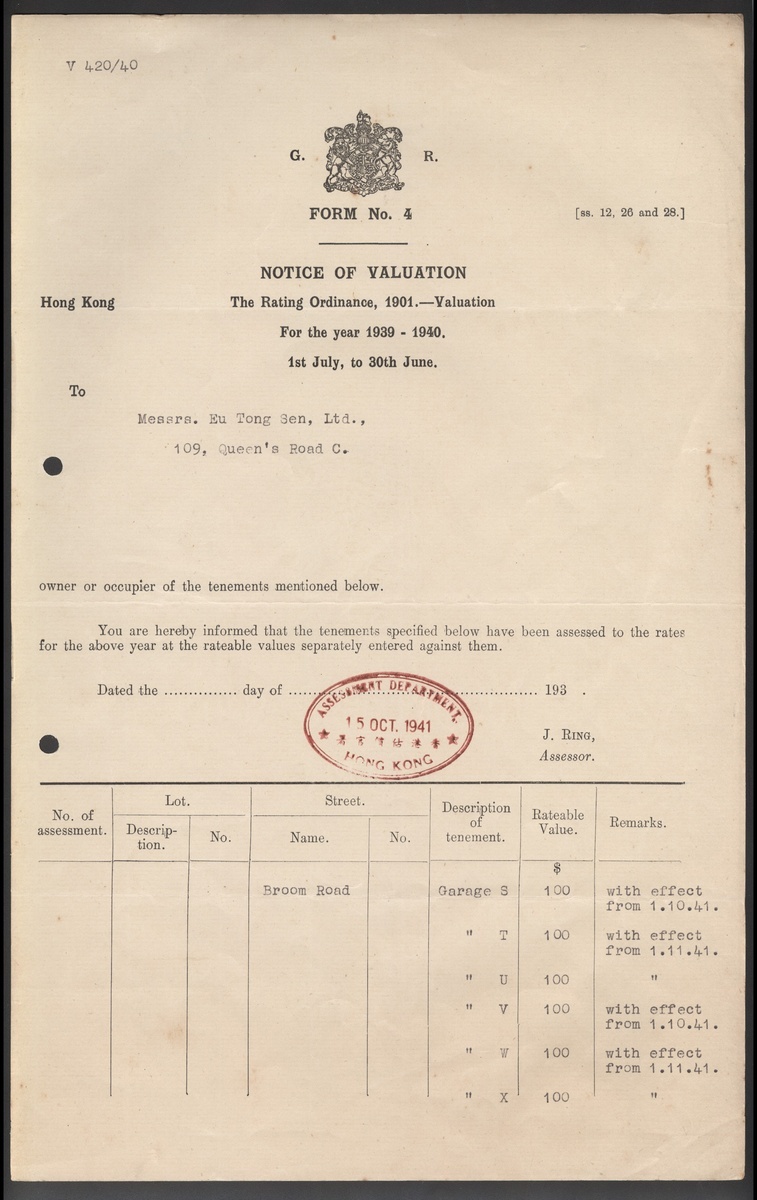 V 420/40
G. R.
FORM No. 4
[ss. 12, 26 and 28.]
NOTICE OF VALUATION
Hong Kong
The Rating Ordinance, 1901.—Valuation
For the year 1939 - 1940.
1st July, to 30th June.
To
Messrs. Eu Tong Sen, Ltd.,
109, Queen's Road C.
owner or occupier of the tenements mentioned below.
You are hereby informed that the tenements specified below have been assessed to the rates
for the above year at the rateable values separately entered against them.
Dated the ............... day of .................................................. 193 .
ASSESSMENT DEPARTMENT.
15 OCT. 1941
HONG KONG
J. RING,
Assessor.
No. of assessment.
Lot.
Descrip-
tion.
No.
Street.
Name.
No.
Description
of
tenement.
Rateable
Value.
Remarks.
$
Broom Road Garage S 100 with effect
from 1.10.41.
" T 100 with effect
from 1.11.41.
" U 100 "
" V 100 with effect
from 1.10.41.
" W 100 with effect
from 1.11.41.
" X 100 "